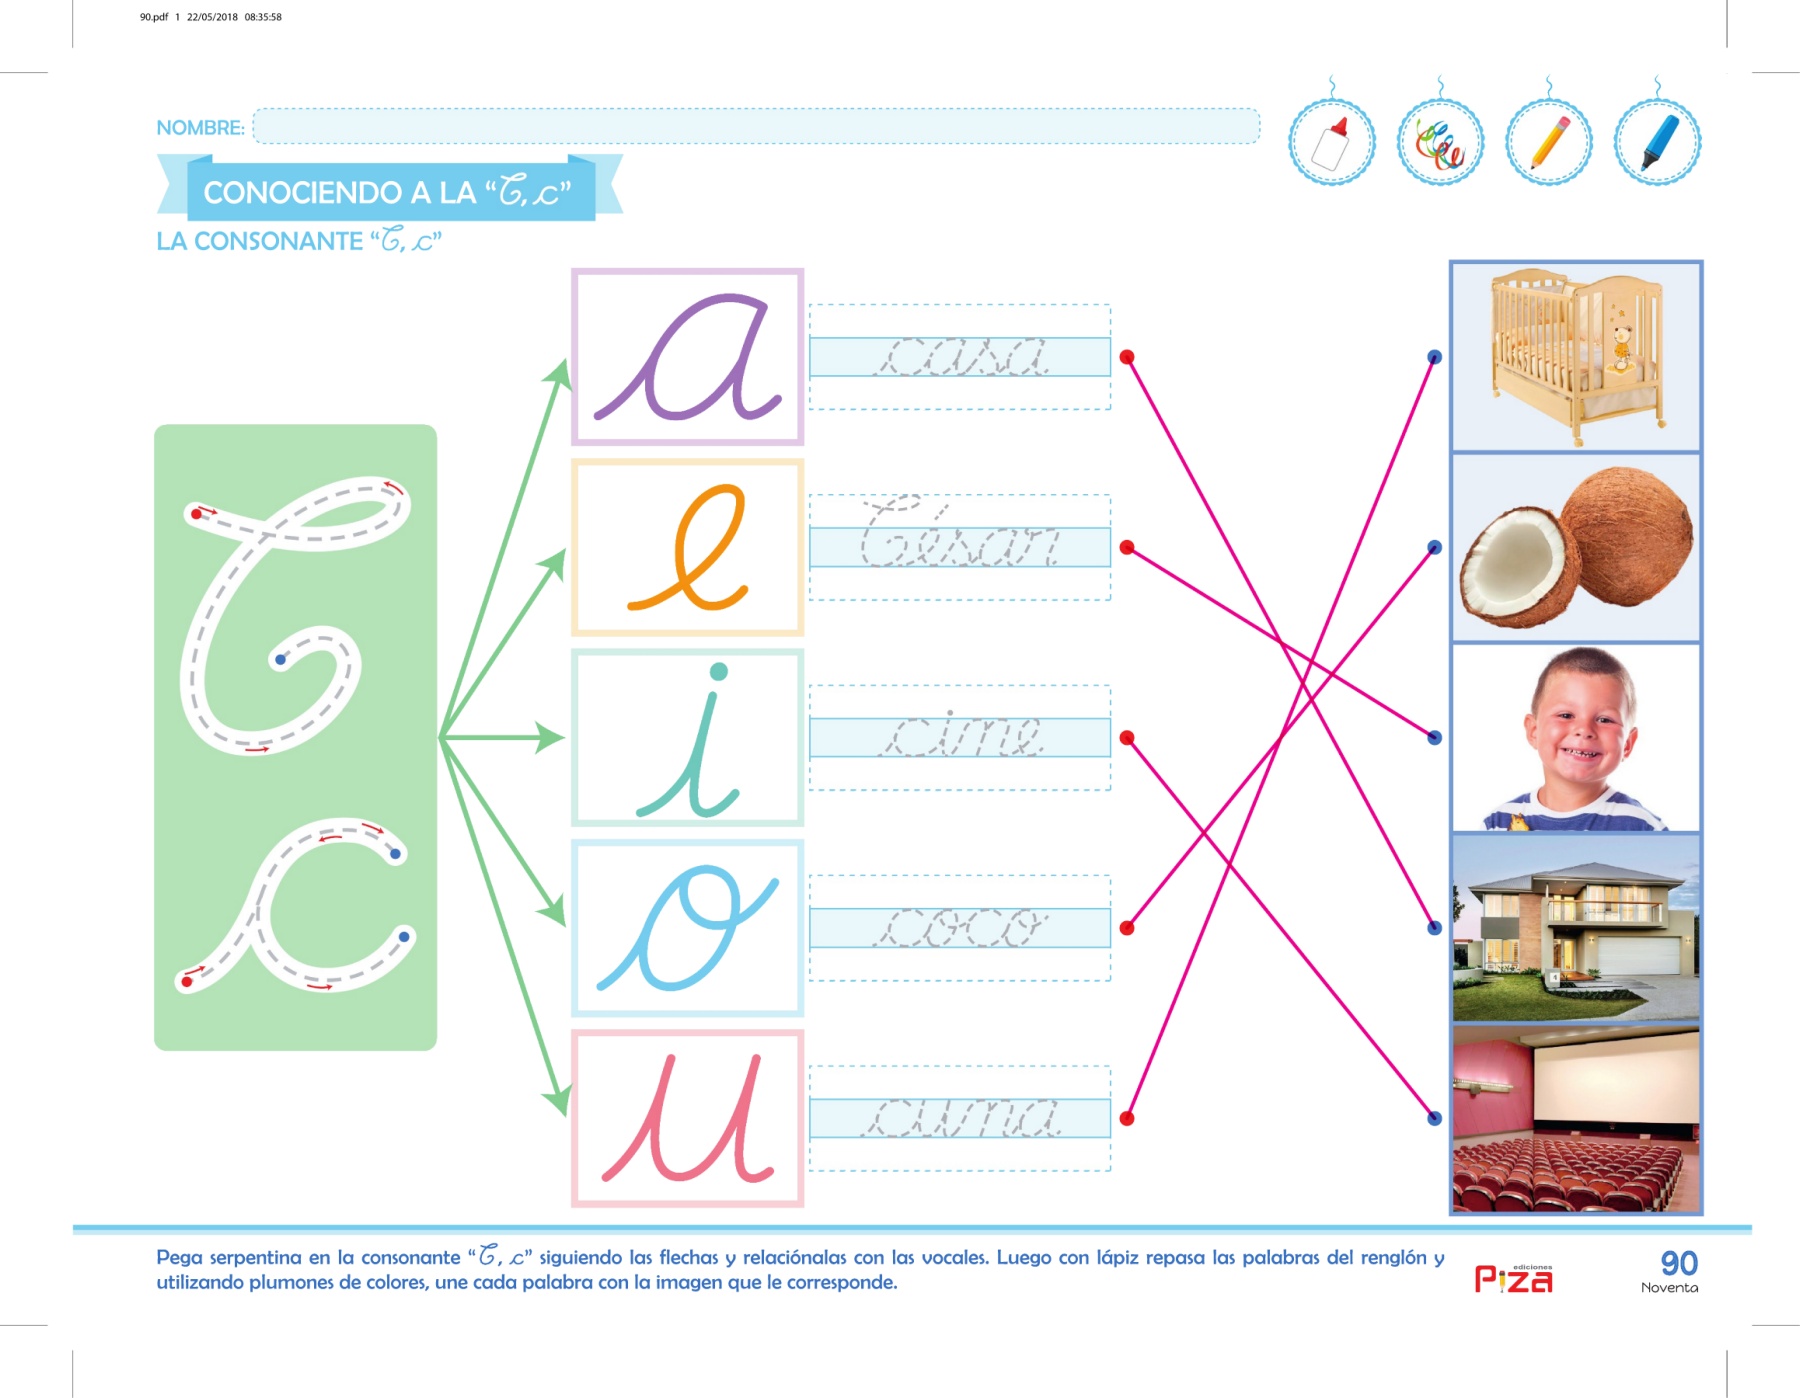 90.pdf 1 22/05/2018 08:35:58
NOMBRE:
CONOCIENDO A LA “C, c”
LA CONSONANTE “C, c”
C
c
a
casa
e
César
i
cine
o
coco
u
cuna
Pega serpentina en la consonante “C, c” siguiendo las flechas y relaciónalas con las vocales. Luego con lápiz repasa las palabras del renglón y
utilizando plumones de colores, une cada palabra con la imagen que le corresponde.
ediciones
Piza
90
Noventa